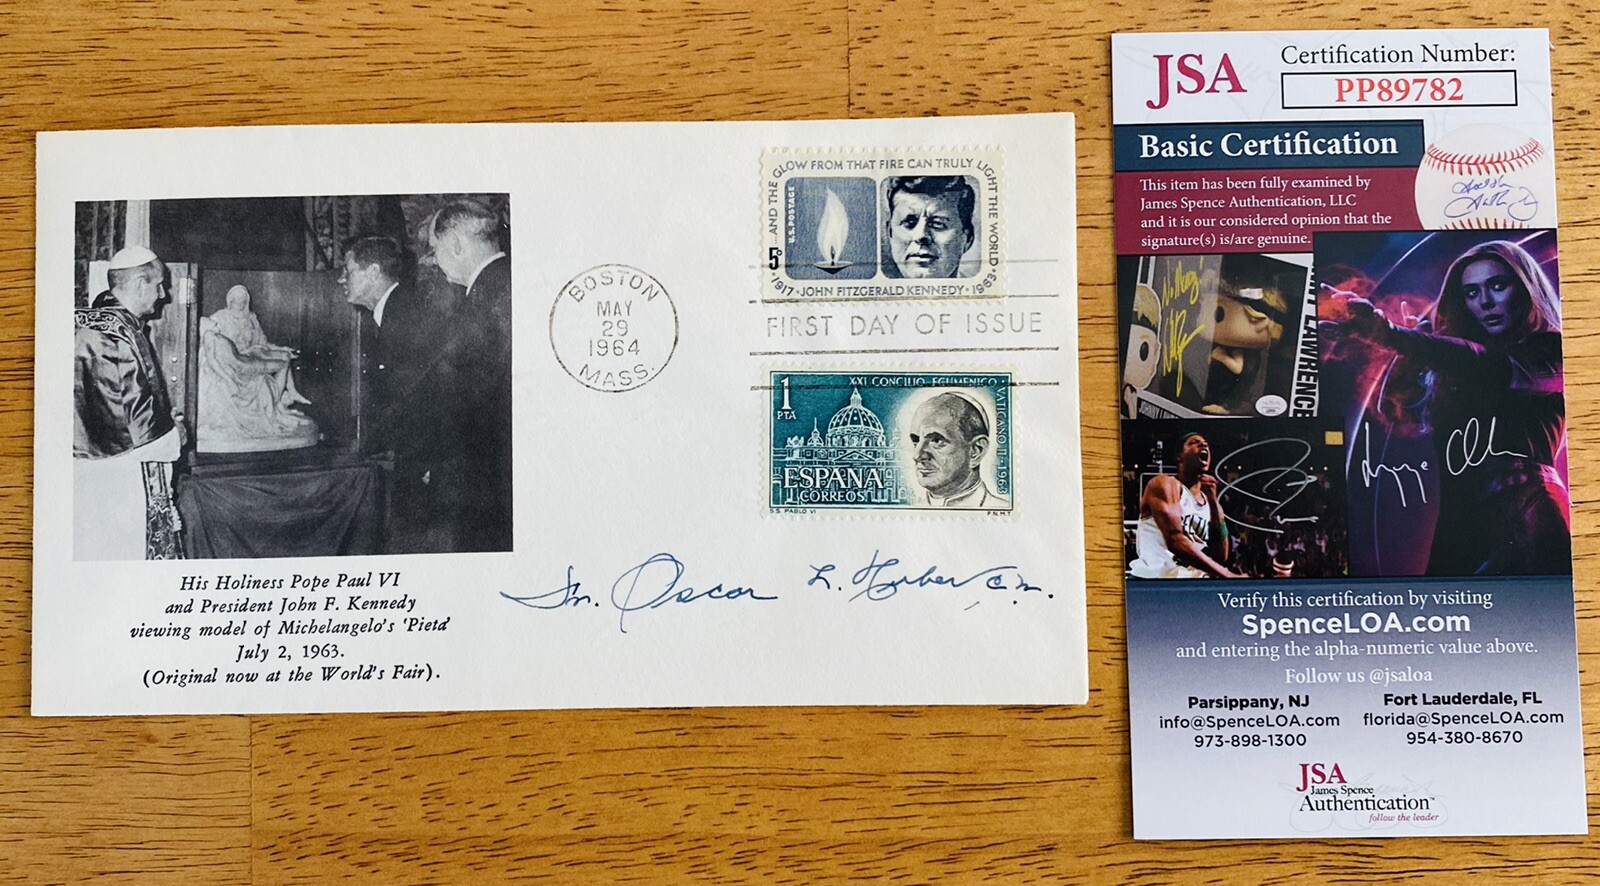 His Holiness Pope Paul VI
and President John F. Kennedy
viewing model of Michelangelo's 'Pieta'
July 2, 1963.
(Original now at the World's Fair).
BOSTON
MAY
29
1964
MASS.
...AND THE GLOW FROM THAT FIRE CAN TRULY LIGHT THE WORLD
U.S. POSTAGE
5¢
1917 · JOHN FITZGERALD KENNEDY · 1963
FIRST DAY OF ISSUE
1
PTA
XXI CONCILIO ECUMENICO
VATICANO II-1963
ESPAÑA
CORREOS
S.S. PABLO VI
F.N.M.T.
Fr. Oscar L. Huber, C.M.
JSA
Certification Number:
PP89782
Basic Certification
This item has been fully examined by
James Spence Authentication, LLC
and it is our considered opinion that the
signature(s) is/are genuine.
LAWRENCE
Verify this certification by visiting
SpenceLOA.com
and entering the alpha-numeric value above.
Follow us @jsaloa
Parsippany, NJ
info@SpenceLOA.com
973-898-1300
Fort Lauderdale, FL
florida@SpenceLOA.com
954-380-8670
JSA
James Spence
Authentication™
follow the leader